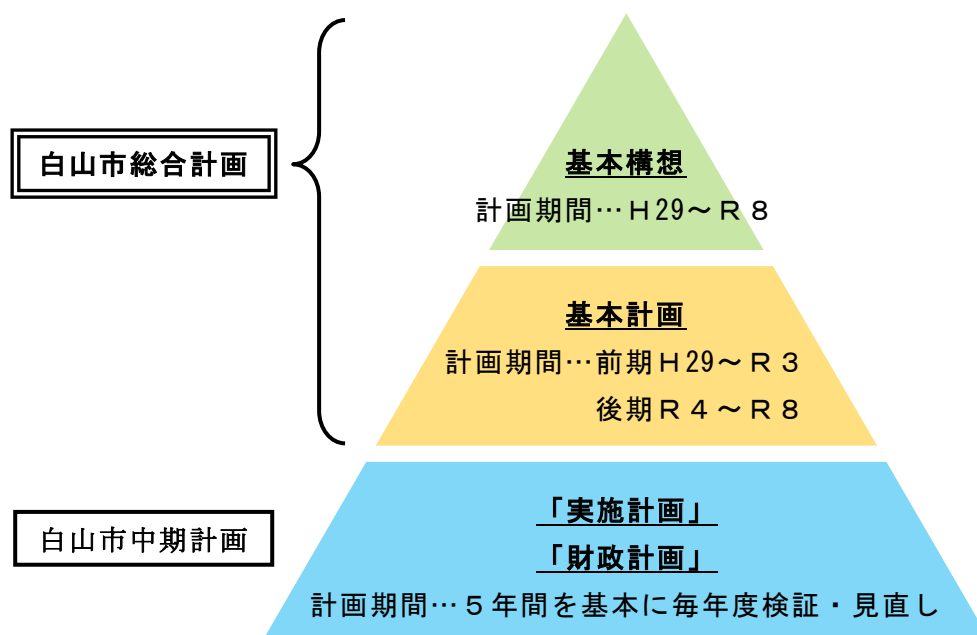 白山市総合計画
基本構想
計画期間…Ｈ29～Ｒ８
基本計画
計画期間…前期Ｈ29～Ｒ３
後期Ｒ４～Ｒ８
白山市中期計画
「実施計画」
「財政計画」
計画期間…５年間を基本に毎年度検証・見直し